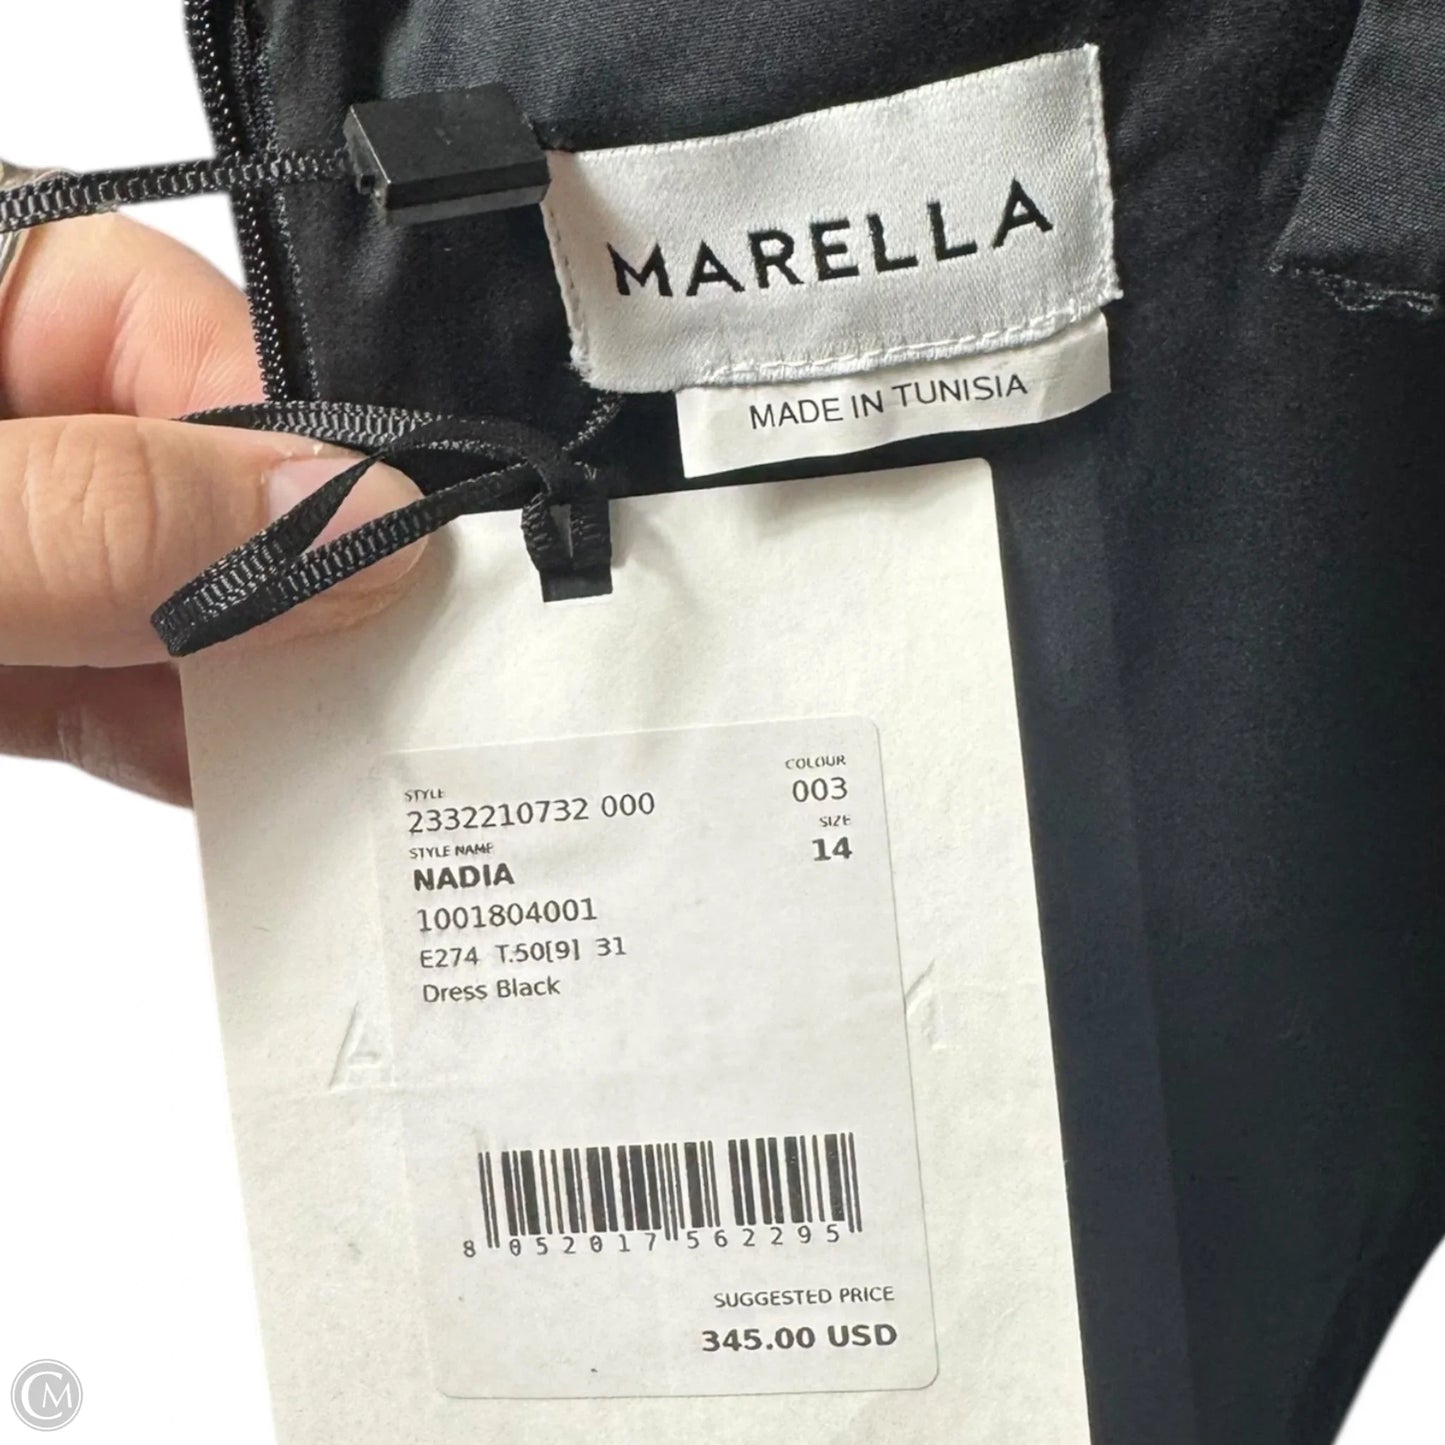 MARELLA
MADE IN TUNISIA
STYLE
2332210732 000
COLOUR
003
STYLE NAME
NADIA
SIZE
14
1001804001
E274 T.50[9] 31
Dress Black
8 052017 562295
SUGGESTED PRICE
345.00 USD
CM